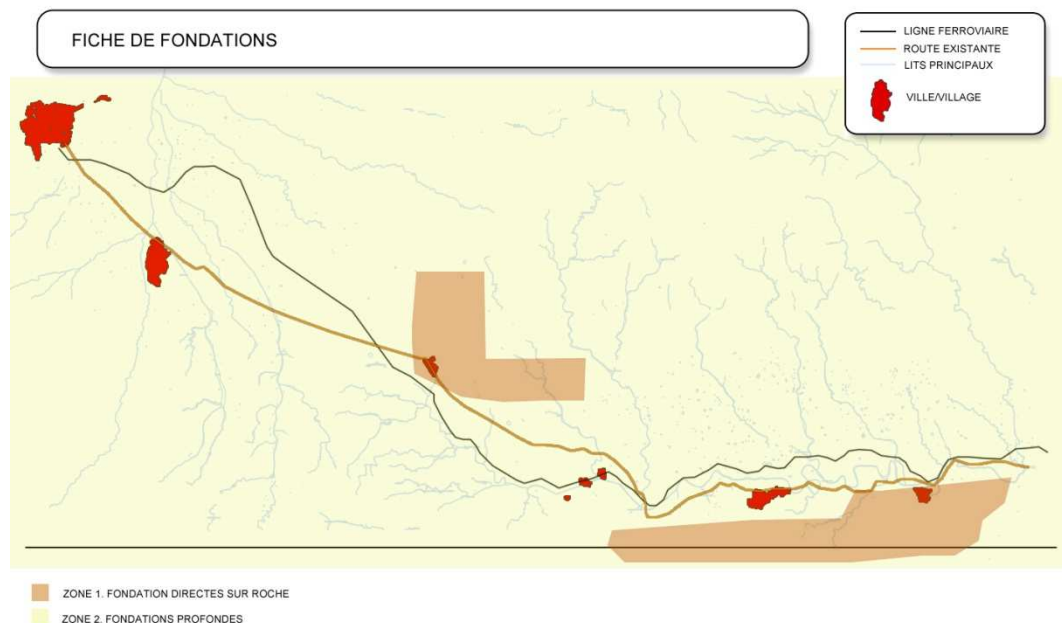 FICHE DE FONDATIONS
LIGNE FERROVIAIRE
ROUTE EXISTANTE
LITS PRINCIPAUX
VILLE/VILLAGE
ZONE 1. FONDATION DIRECTES SUR ROCHE
ZONE 2. FONDATIONS PROFONDES